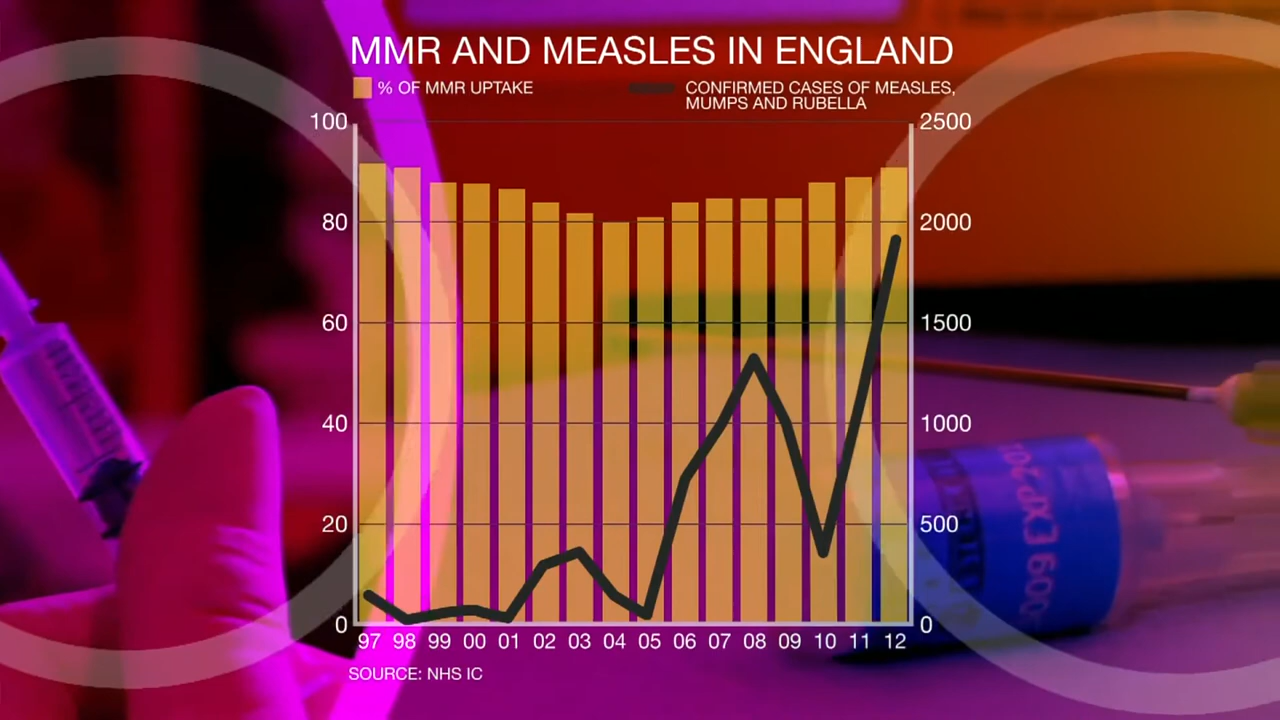 MMR AND MEASLES IN ENGLAND
% OF MMR UPTAKE
CONFIRMED CASES OF MEASLES,
MUMPS AND RUBELLA
100
2500
80
2000
60
1500
40
1000
20
500
0
0
97 98 99 00 01 02 03 04 05 06 07 08 09 10 11 12
SOURCE: NHS IC